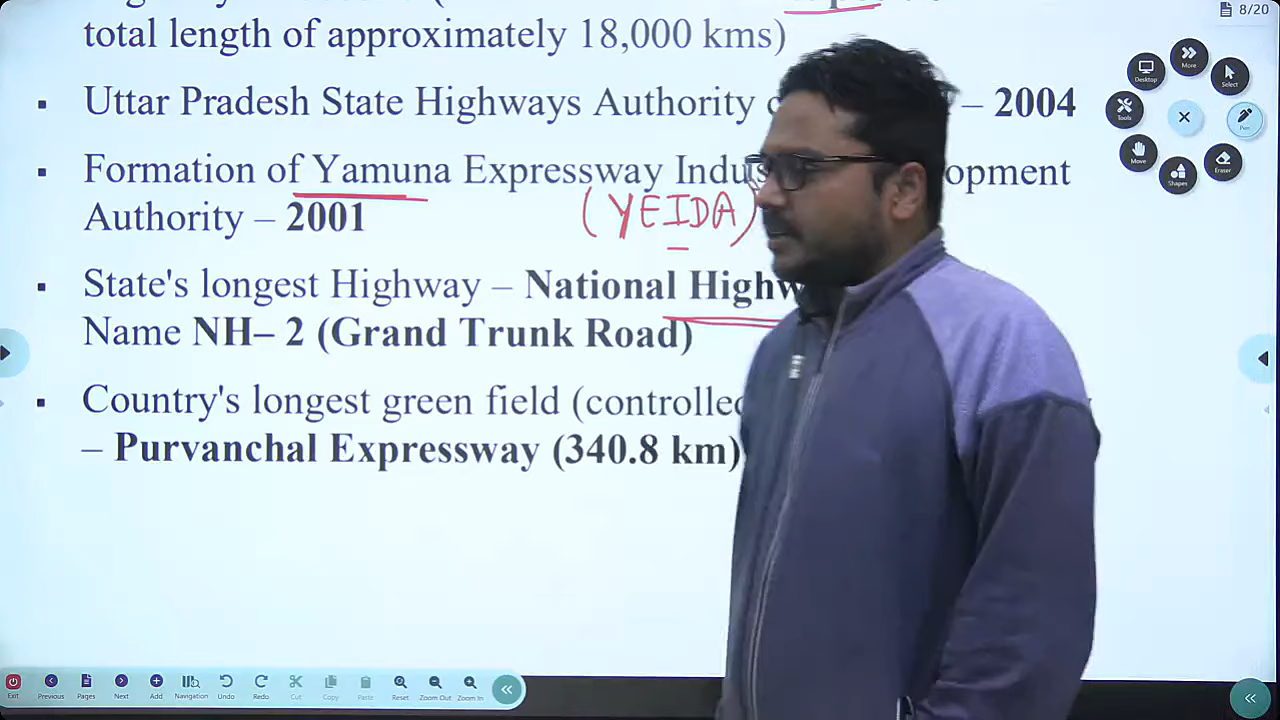 8/20
total length of approximately 18,000 kms)
Uttar Pradesh State Highways Authority – 2004
Formation of Yamuna Expressway opment
Authority – 2001
(YEIDA)
State's longest Highway – National
Name NH– 2 (Grand Trunk Road)
Country's longest green field
– Purvanchal Expressway (340.8 km)
More
Desktop
Select
Tools
Pen
Move
Eraser
Shapes
Exit Previous Pages Next Add Navigation Undo Redo Cut Copy Paste Reset Zoom Out Zoom In